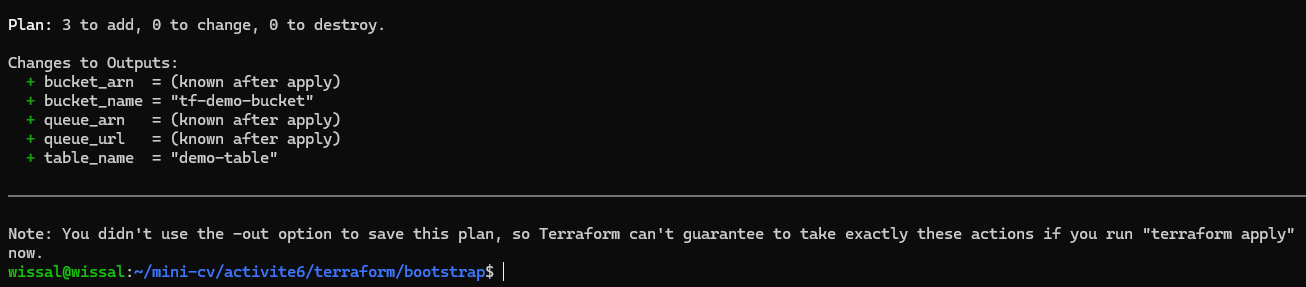 Plan: 3 to add, 0 to change, 0 to destroy.
Changes to Outputs:
  + bucket_arn  = (known after apply)
  + bucket_name = "tf-demo-bucket"
  + queue_arn   = (known after apply)
  + queue_url   = (known after apply)
  + table_name  = "demo-table"
Note: You didn't use the -out option to save this plan, so Terraform can't guarantee to take exactly these actions if you run "terraform apply"
now.
wissal@wissal:~/mini-cv/activite6/terraform/bootstrap$